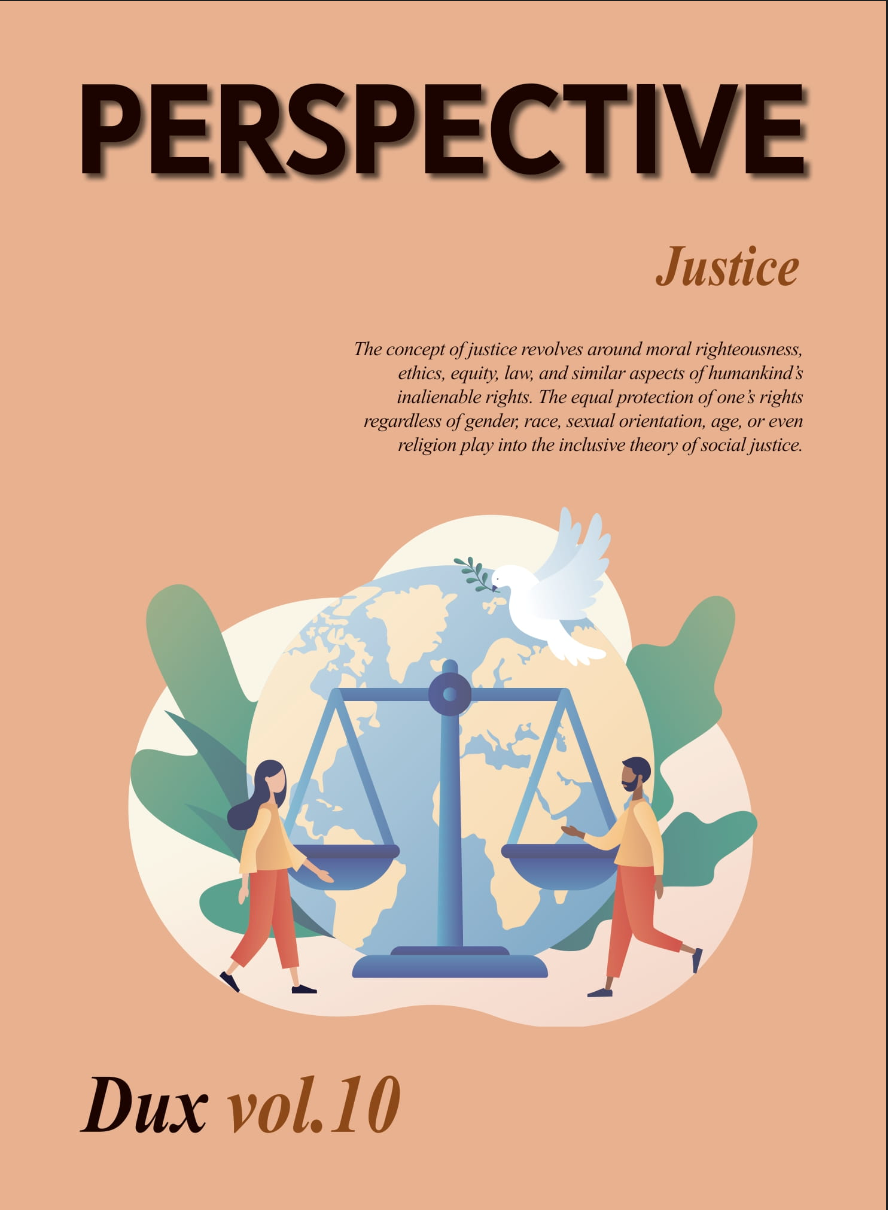 PERSPECTIVE
Justice
The concept of justice revolves around moral righteousness,
ethics, equity, law, and similar aspects of humankind’s
inalienable rights. The equal protection of one’s rights
regardless of gender, race, sexual orientation, age, or even
religion play into the inclusive theory of social justice.
Dux vol.10